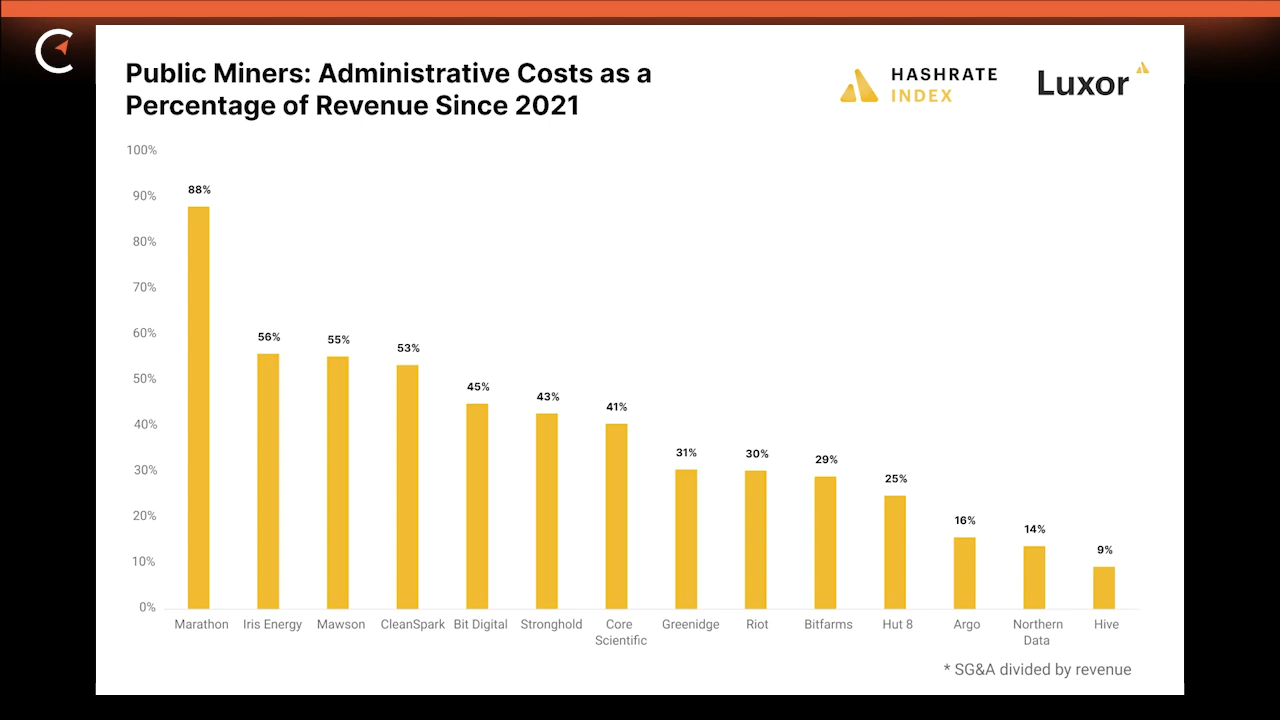 Public Miners: Administrative Costs as a
Percentage of Revenue Since 2021
HASHRATE
INDEX
Luxor
100%
90%
80%
70%
60%
50%
40%
30%
20%
10%
0%
88%
56%
55%
53%
45%
43%
41%
31%
30%
29%
25%
16%
14%
9%
Marathon
Iris Energy
Mawson
CleanSpark
Bit Digital
Stronghold
Core
Scientific
Greenidge
Riot
Bitfarms
Hut 8
Argo
Northern
Data
Hive
* SG&A divided by revenue